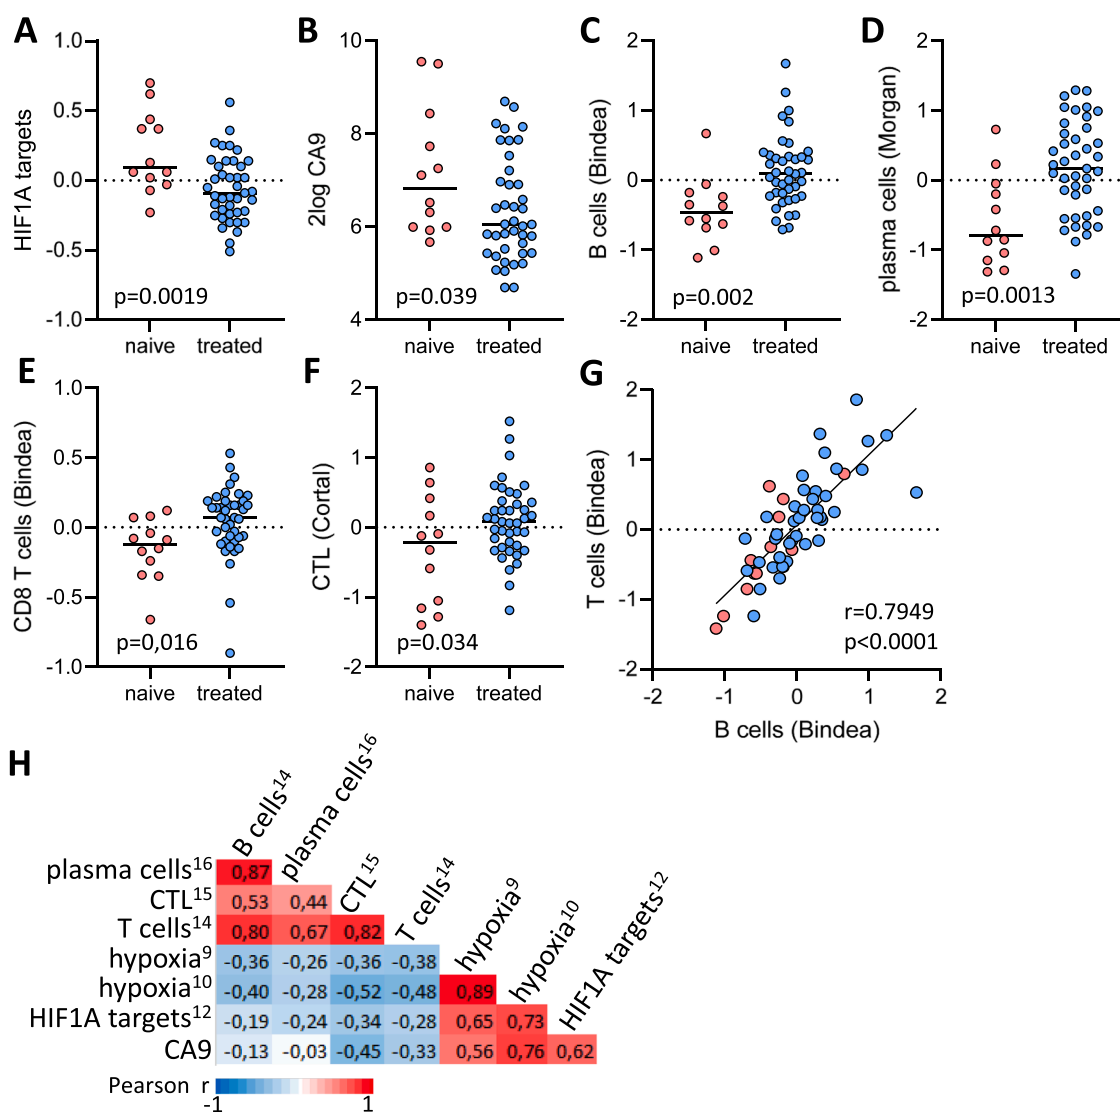 A
HIF1A targets
1.0
0.5
0.0
-0.5
-1.0
p=0.0019
naive treated
B
2log CA9
10
8
6
4
p=0.039
naive treated
C
B cells (Bindea)
2
1
0
-1
-2
p=0.002
naive treated
D
plasma cells (Morgan)
2
1
0
-1
-2
p=0.0013
naive treated
E
CD8 T cells (Bindea)
1.0
0.5
0.0
-0.5
-1.0
p=0,016
naive treated
F
CTL (Cortal)
2
1
0
-1
-2
p=0.034
naive treated
G
T cells (Bindea)
2
1
0
-1
-2
r=0.7949
p<0.0001
-2 -1 0 1 2
B cells (Bindea)
H
B cells14
plasma cells16
CTL15
T cells14
hypoxia9
hypoxia10
HIF1A targets12
plasma cells16 0,87
CTL15 0,53 0,44
T cells14 0,80 0,67 0,82
hypoxia9 -0,36 -0,26 -0,36 -0,38
hypoxia10 -0,40 -0,28 -0,52 -0,48 0,89
HIF1A targets12 -0,19 -0,24 -0,34 -0,28 0,65 0,73
CA9 -0,13 -0,03 -0,45 -0,33 0,56 0,76 0,62
Pearson r
-1 1